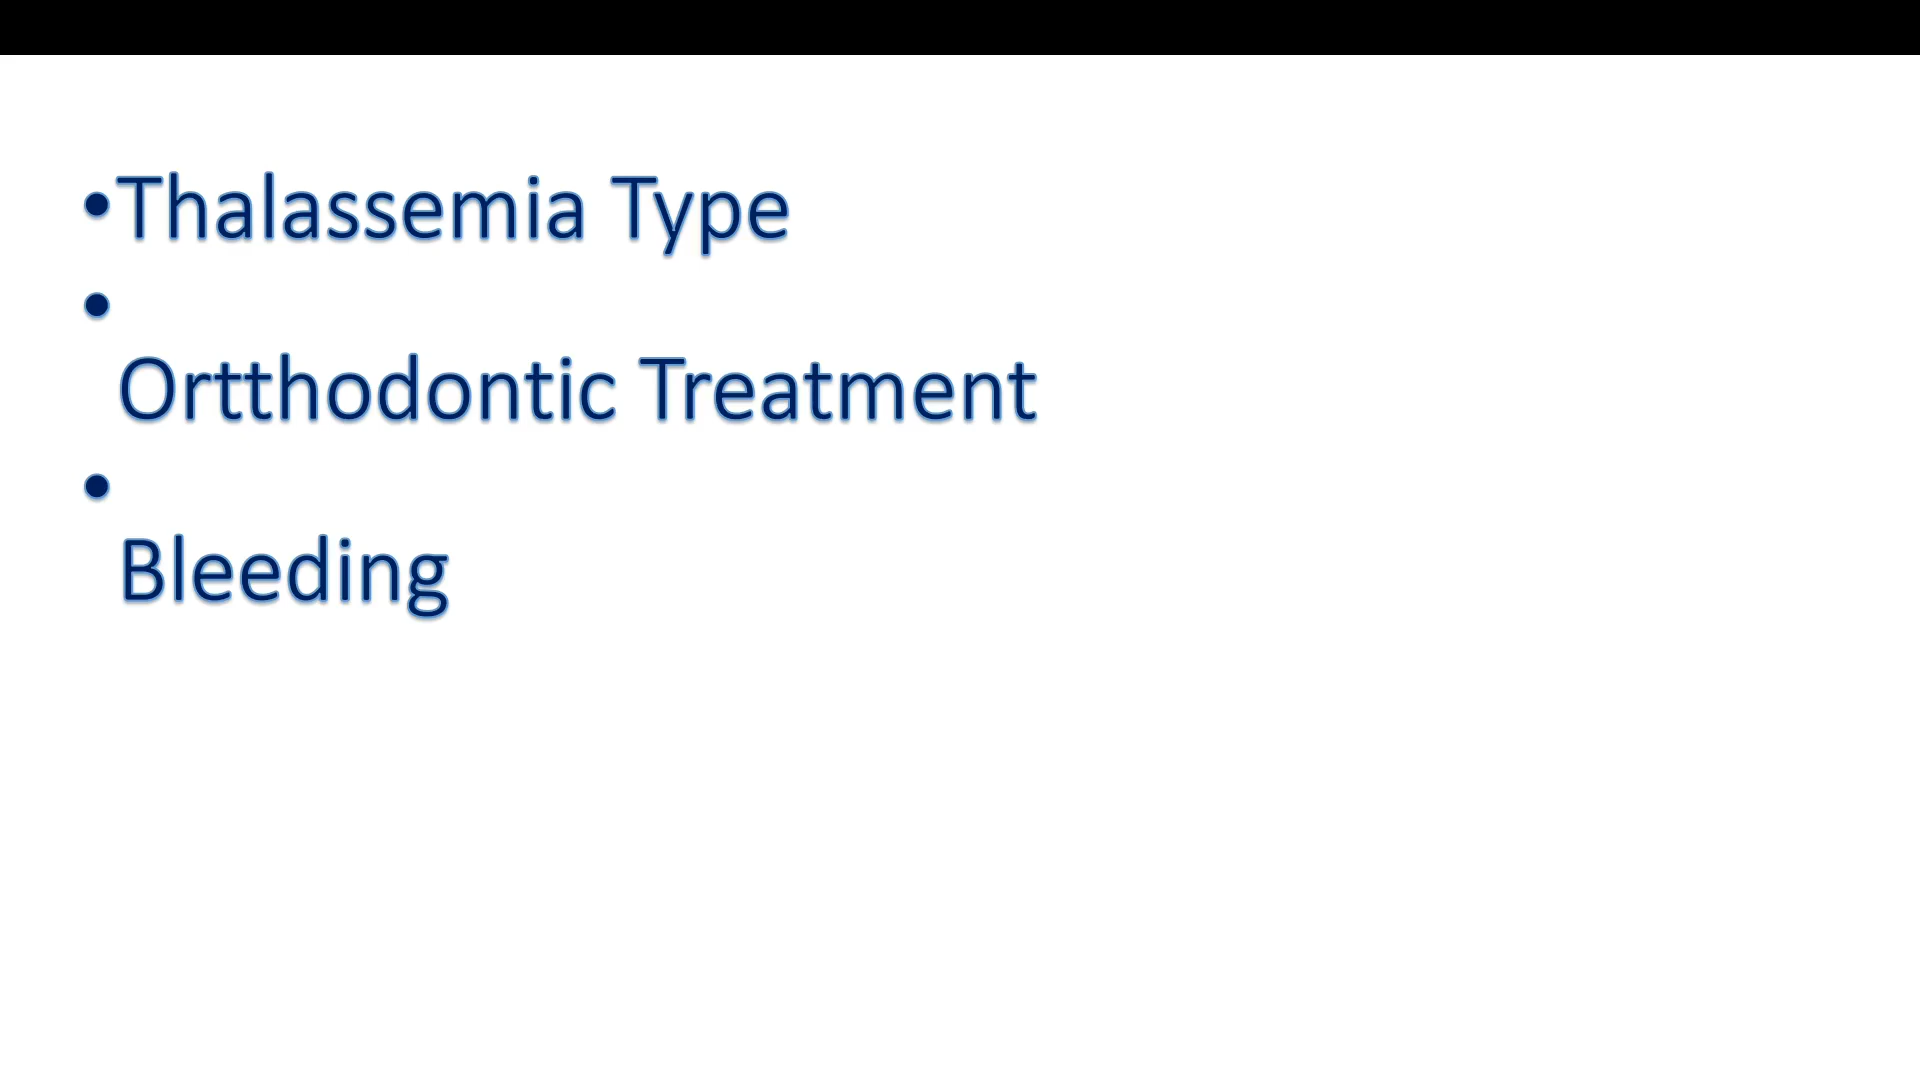 •Thalassemia Type
•
Ortthodontic Treatment
•
Bleeding